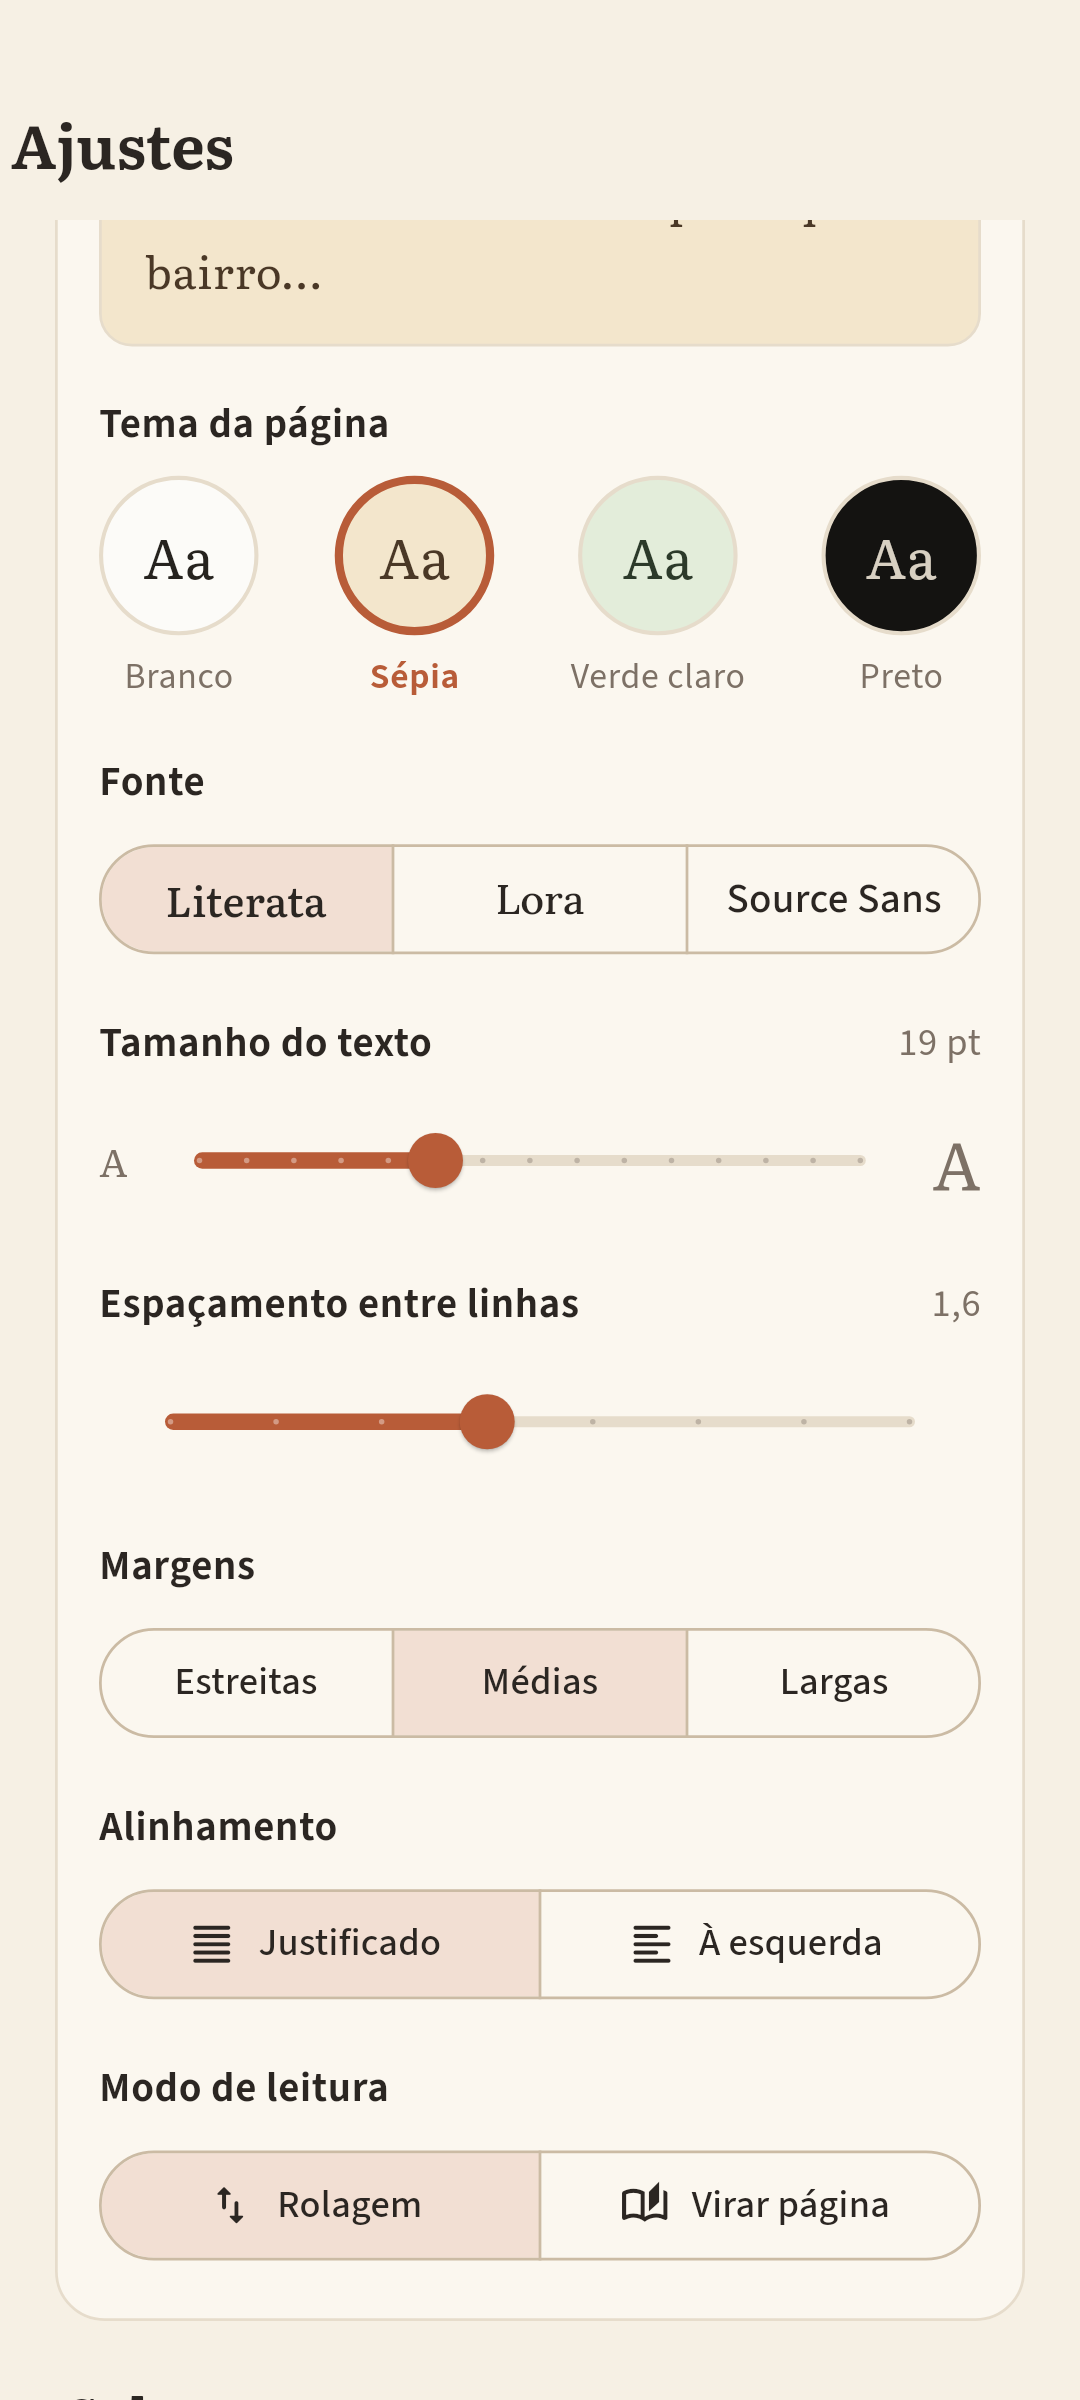 Ajustes
bairro...
Tema da página
Aa Aa Aa Aa
Branco Sépia Verde claro Preto
Fonte
Literata Lora Source Sans
Tamanho do texto 19 pt
A A
Espaçamento entre linhas 1,6
Margens
Estreitas Médias Largas
Alinhamento
Justificado À esquerda
Modo de leitura
Rolagem Virar página